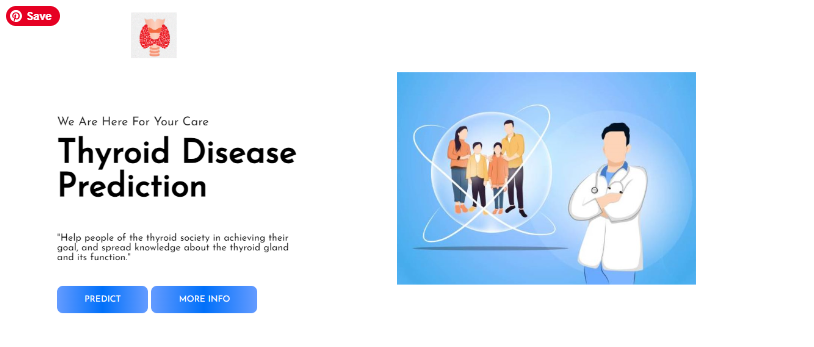 Save
We Are Here For Your Care
Thyroid Disease
Prediction
"Help people of the thyroid society in achieving their
goal, and spread knowledge about the thyroid gland
and its function."
PREDICT
MORE INFO